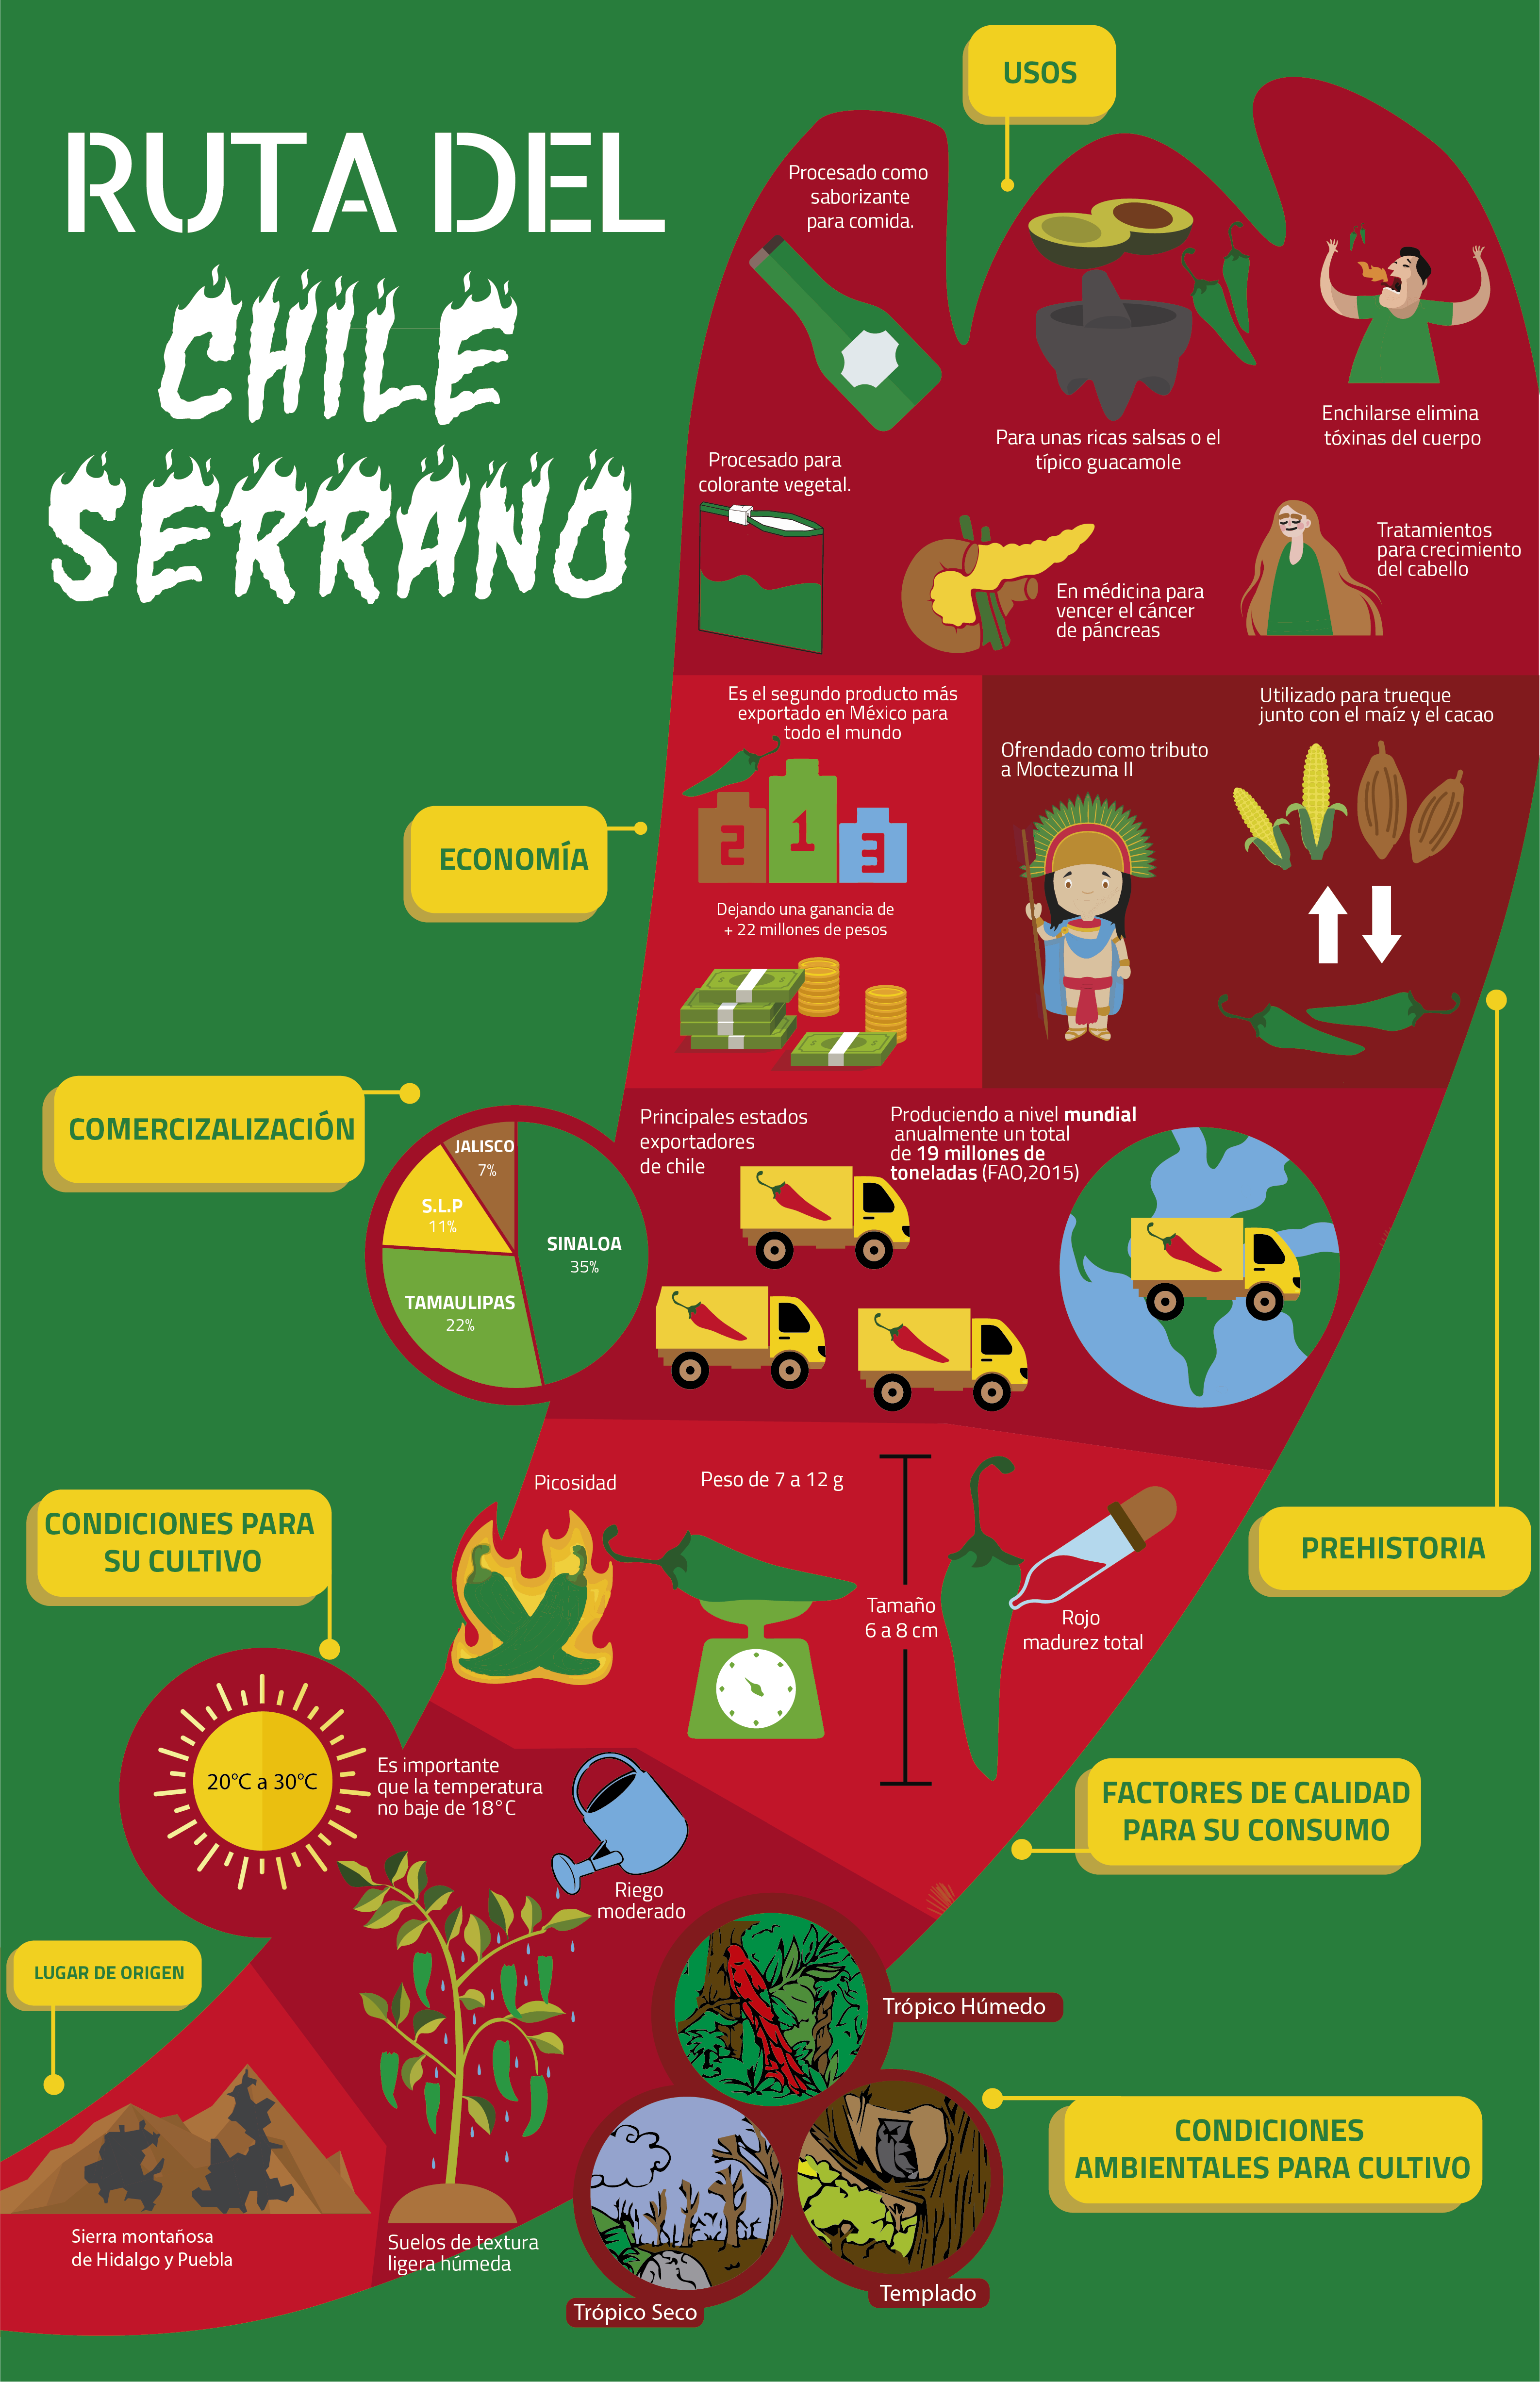 RUTA DEL
CHILE
SERRANO
USOS
Procesado como
saborizante
para comida.
Para unas ricas salsas o el
típico guacamole
Enchilarse elimina
tóxinas del cuerpo
Procesado para
colorante vegetal.
En médicina para
vencer el cáncer
de páncreas
Tratamientos
para crecimiento
del cabello
ECONOMÍA
Es el segundo producto más
exportado en México para
todo el mundo
2
1
3
Dejando una ganancia de
+ 22 millones de pesos
Ofrendado como tributo
a Moctezuma II
Utilizado para trueque
junto con el maíz y el cacao
PREHISTORIA
COMERCIZALIZACIÓN
JALISCO
7%
S.L.P
11%
SINALOA
35%
TAMAULIPAS
22%
Principales estados
exportadores
de chile
Produciendo a nivel mundial
anualmente un total
de 19 millones de
toneladas (FAO,2015)
Picosidad
Peso de 7 a 12 g
Tamaño
6 a 8 cm
Rojo
madurez total
FACTORES DE CALIDAD
PARA SU CONSUMO
CONDICIONES PARA
SU CULTIVO
20°C a 30°C
Es importante
que la temperatura
no baje de 18°C
Riego
moderado
Suelos de textura
ligera húmeda
LUGAR DE ORIGEN
Sierra montañosa
de Hidalgo y Puebla
Trópico Húmedo
Templado
Trópico Seco
CONDICIONES
AMBIENTALES PARA CULTIVO